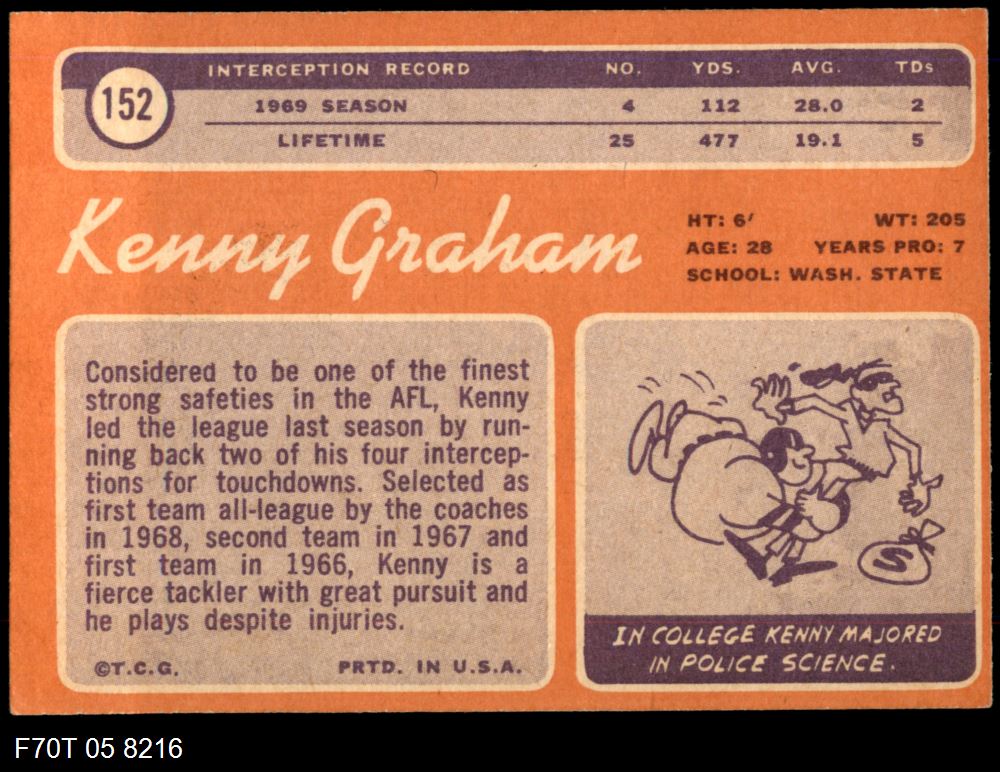 152
INTERCEPTION RECORD NO. YDS. AVG. TDs
1969 SEASON 4 112 28.0 2
LIFETIME 25 477 19.1 5
Kenny Graham
HT: 6′ WT: 205
AGE: 28 YEARS PRO: 7
SCHOOL: WASH. STATE
Considered to be one of the finest
strong safeties in the AFL, Kenny
led the league last season by run-
ning back two of his four intercep-
tions for touchdowns. Selected as
first team all-league by the coaches
in 1968, second team in 1967 and
first team in 1966, Kenny is a
fierce tackler with great pursuit and
he plays despite injuries.
©T.C.G. PRTD. IN U.S.A.
S
IN COLLEGE KENNY MAJORED
IN POLICE SCIENCE.
F70T 05 8216